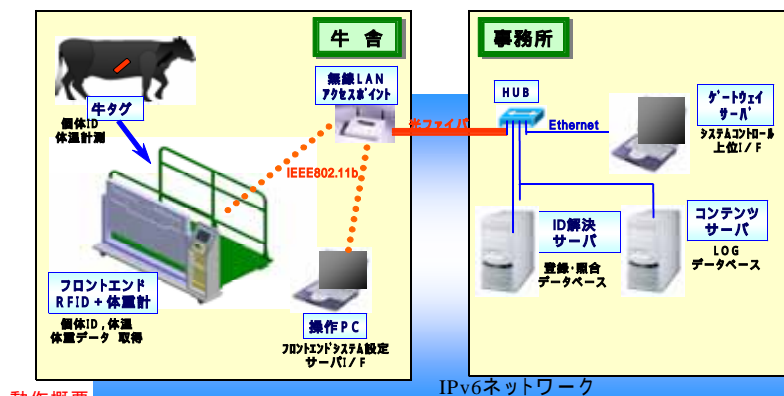 牛 舎
事務所
無線LAN
アクセスポイント
牛タグ
個体ID
体温計測
IEEE802.11b
光ファイバ
HUB
Ethernet
ゲートウェイ
サーバ
システムコントロール
上位I/F
フロントエンド
RFID+体重計
個体ID,体温
体重データ 取得
操作PC
フロントエンドシステム設定
サーバI/F
ID解決
サーバ
登録・照合
データベース
コンテンツ
サーバ
LOG
データベース
IPv6ネットワーク
動作概要